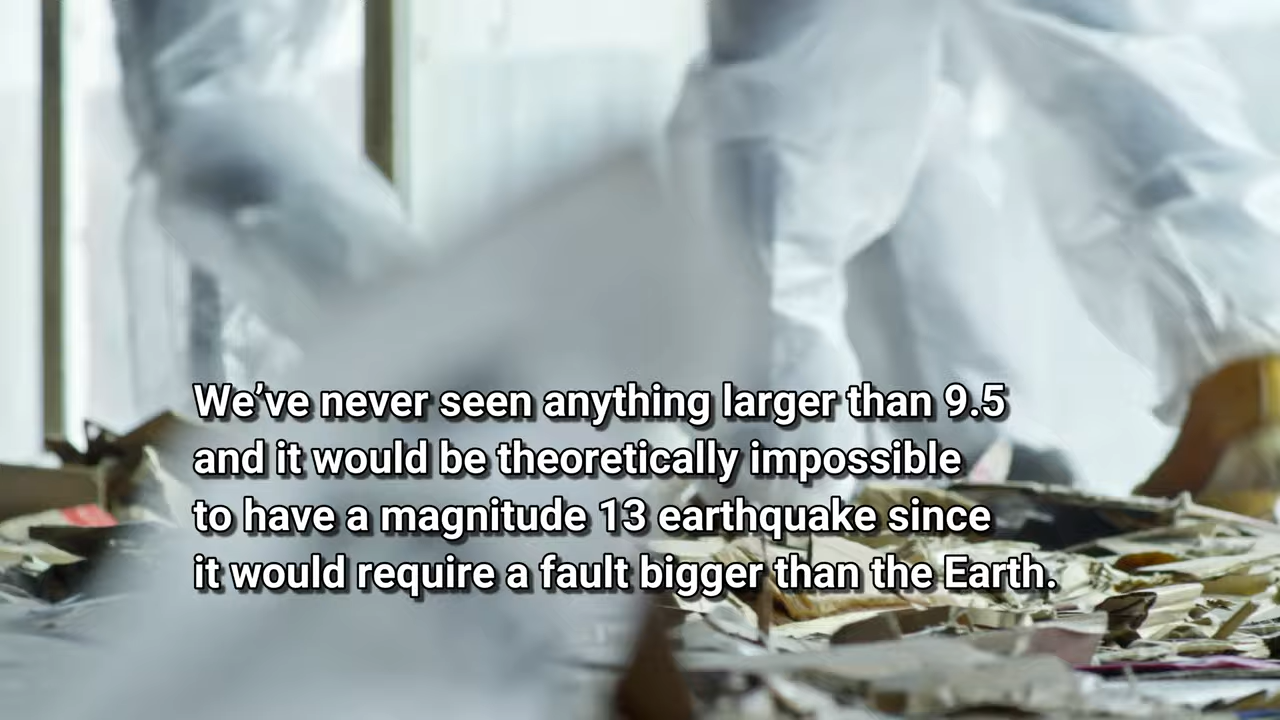 We’ve never seen anything larger than 9.5
and it would be theoretically impossible
to have a magnitude 13 earthquake since
it would require a fault bigger than the Earth.